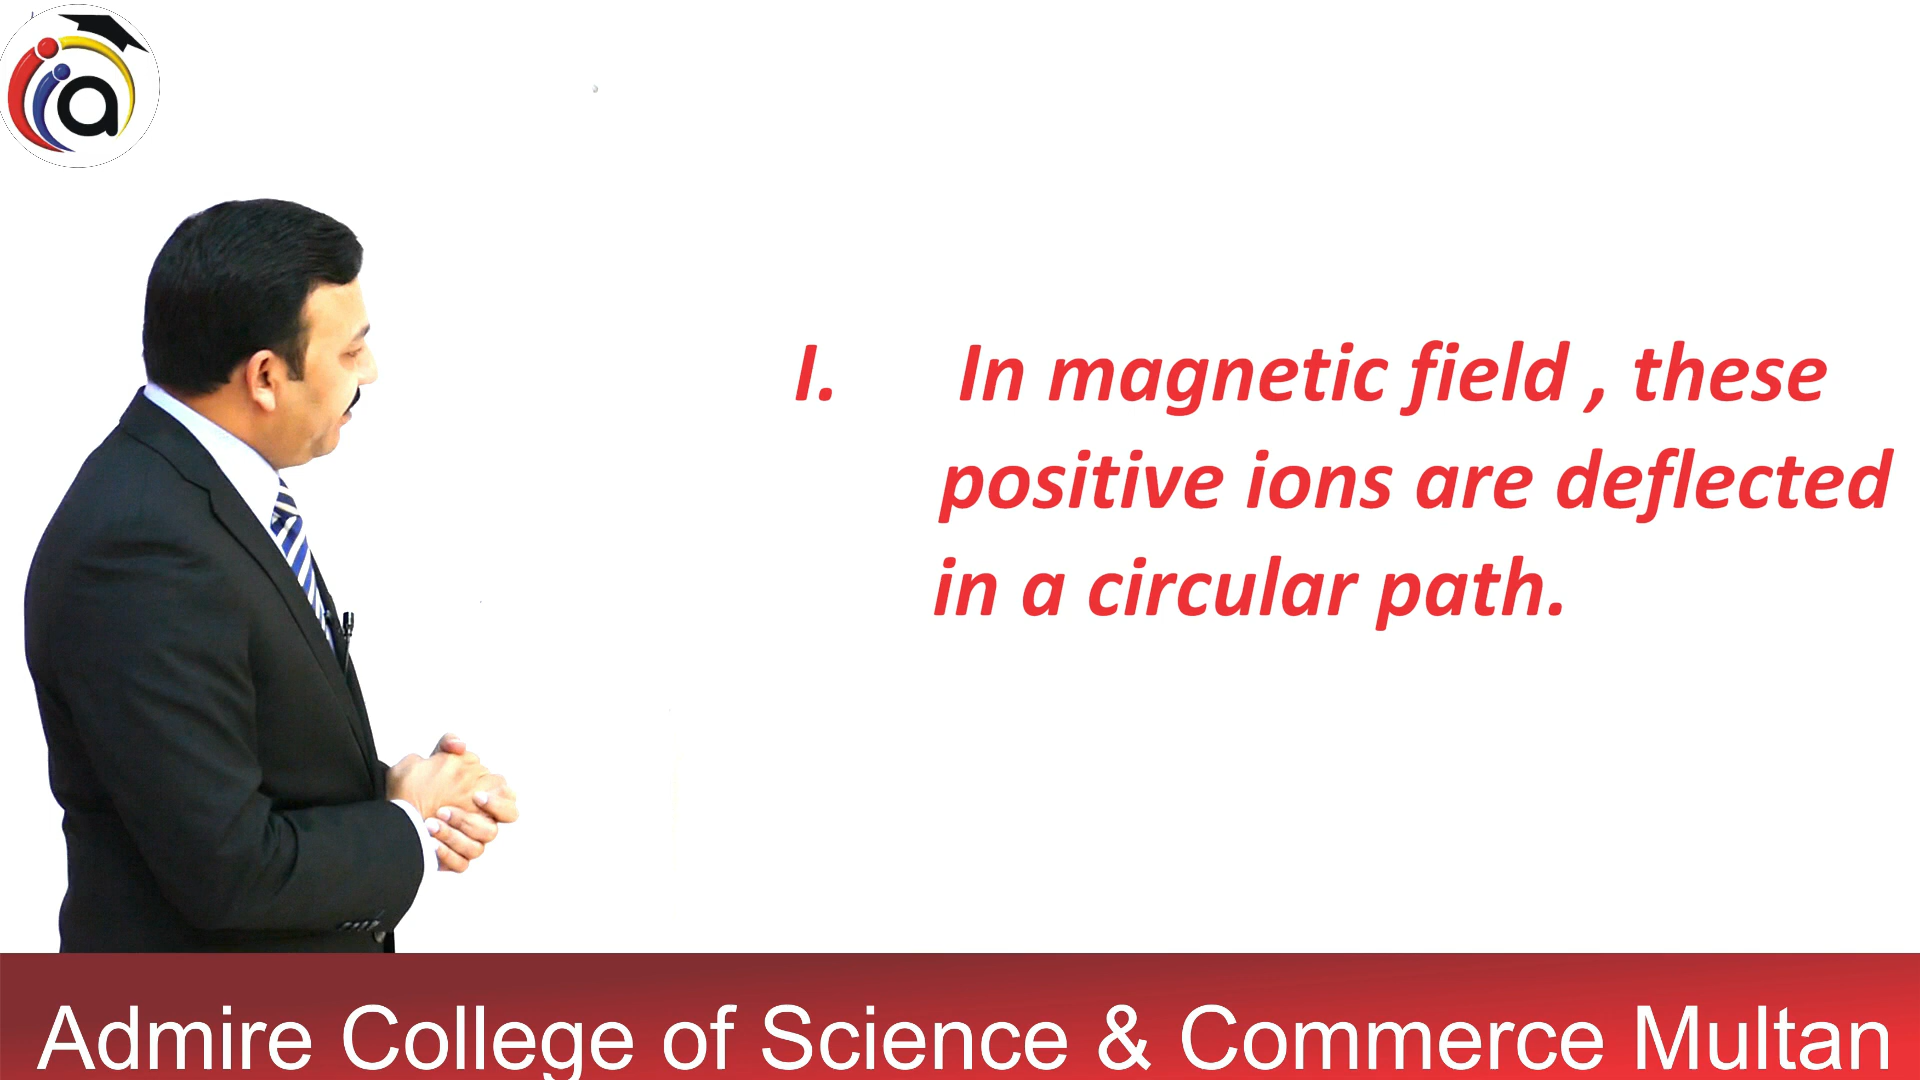 a
I. In magnetic field , these
positive ions are deflected
in a circular path.
Admire College of Science & Commerce Multan